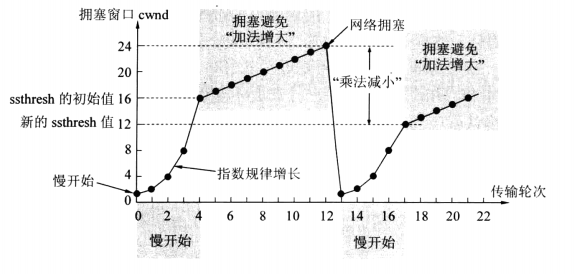 拥塞窗口 cwnd
拥塞避免
“加法增大”
网络拥塞
拥塞避免
“加法增大”
24
20
ssthresh 的初始值 16
“乘法减小”
新的 ssthresh 值 12
8
4
指数规律增长
慢开始
0
传输轮次
0 2 4 6 8 10 12 14 16 18 20 22
慢开始
慢开始